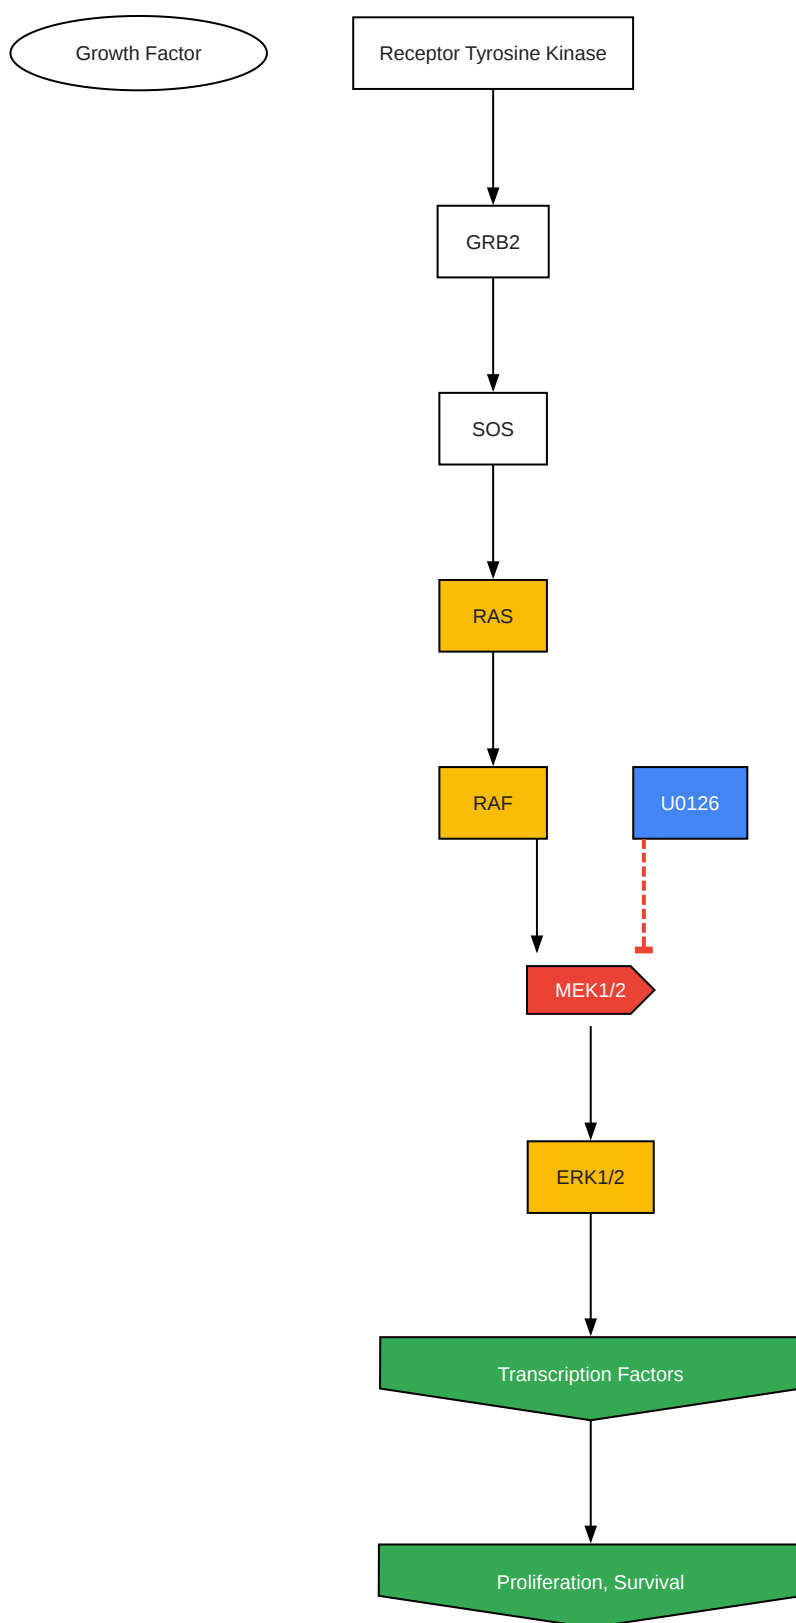 Growth Factor
Receptor Tyrosine Kinase
GRB2
SOS
RAS
RAF
U0126
MEK1/2
ERK1/2
Transcription Factors
Proliferation, Survival